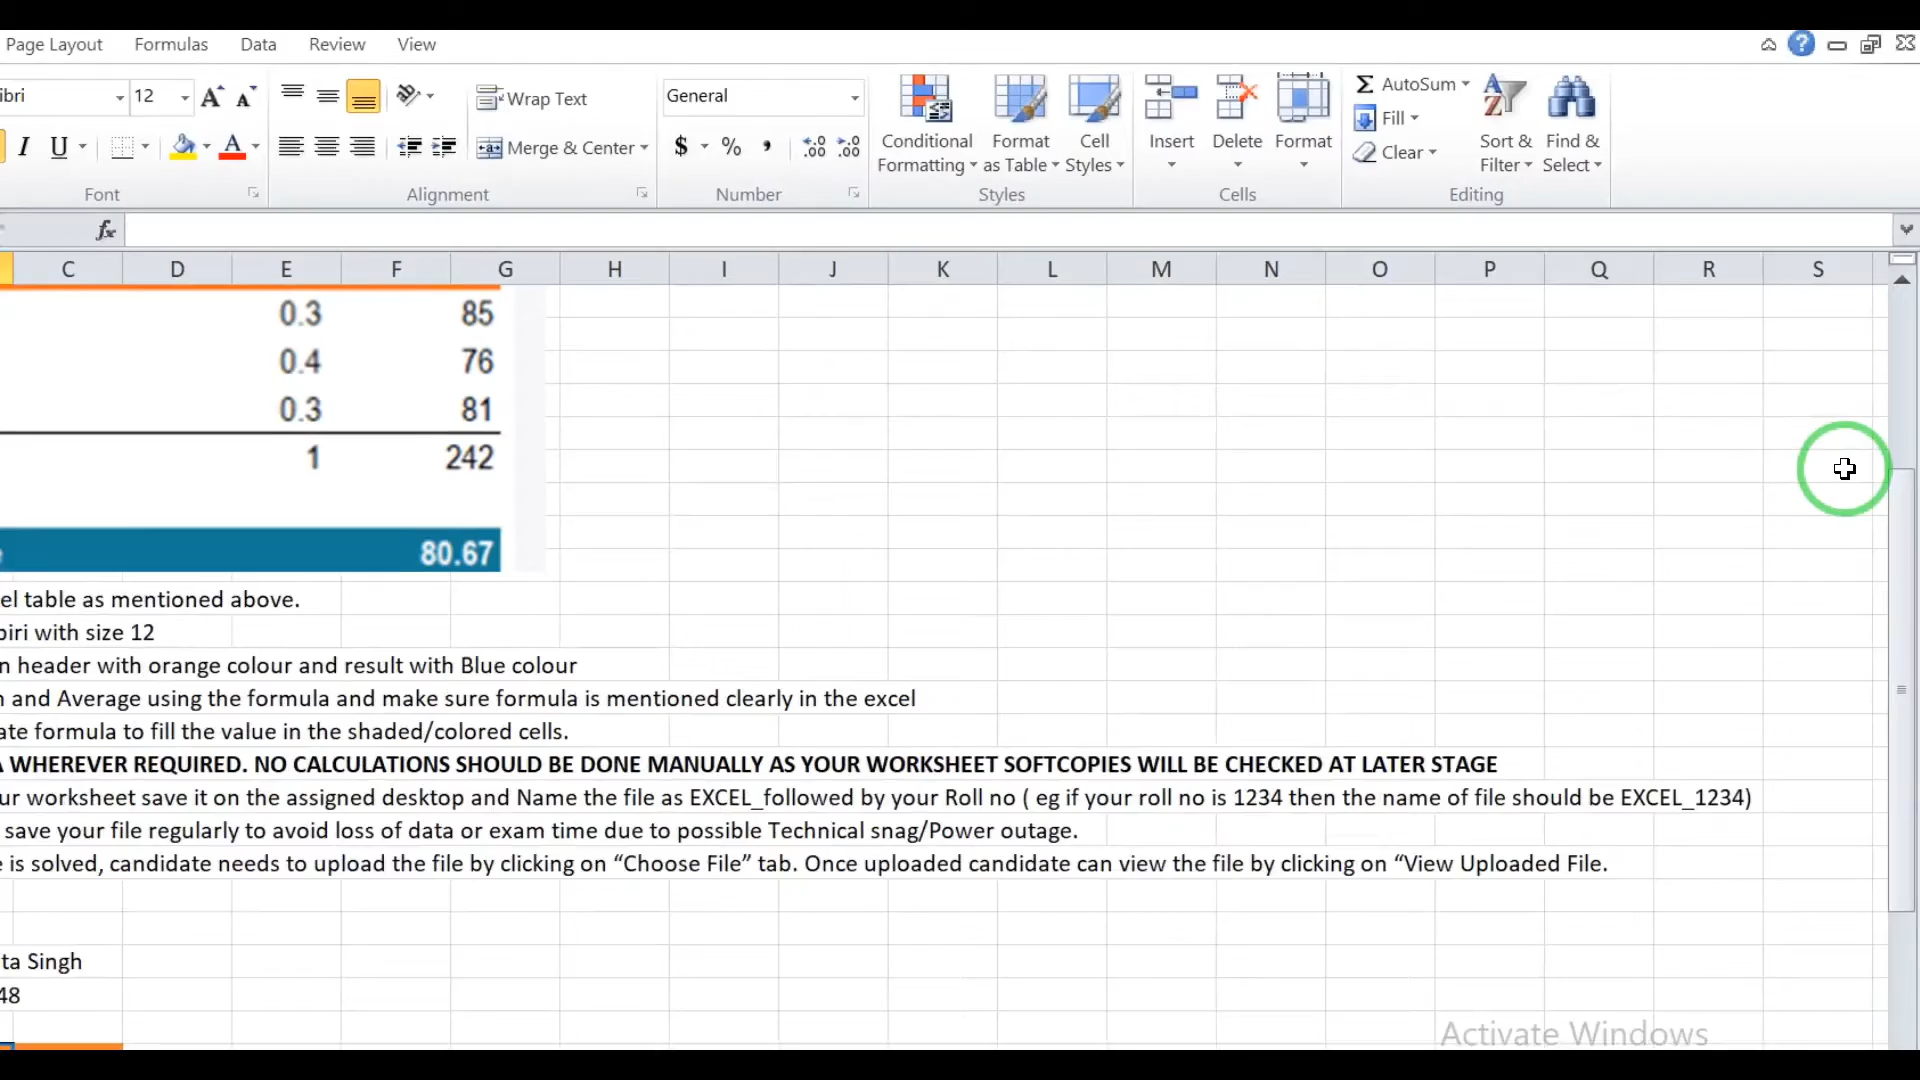 Page Layout Formulas Data Review View
ibri 12 A A Wrap Text General Conditional Formatting Format as Table Cell Styles Insert Delete Format AutoSum Fill Clear Sort & Filter Find & Select
I U A Merge & Center $ % ,
Font Alignment Number Styles Cells Editing
fx
C D E F G H I J K L M N O P Q R S
0.3 85
0.4 76
0.3 81
1 242
80.67
el table as mentioned above.
biri with size 12
n header with orange colour and result with Blue colour
n and Average using the formula and make sure formula is mentioned clearly in the excel
ate formula to fill the value in the shaded/colored cells.
A WHEREVER REQUIRED. NO CALCULATIONS SHOULD BE DONE MANUALLY AS YOUR WORKSHEET SOFTCOPIES WILL BE CHECKED AT LATER STAGE
ur worksheet save it on the assigned desktop and Name the file as EXCEL_followed by your Roll no ( eg if your roll no is 1234 then the name of file should be EXCEL_1234)
save your file regularly to avoid loss of data or exam time due to possible Technical snag/Power outage.
e is solved, candidate needs to upload the file by clicking on “Choose File” tab. Once uploaded candidate can view the file by clicking on “View Uploaded File.
ta Singh
48
Activate Windows